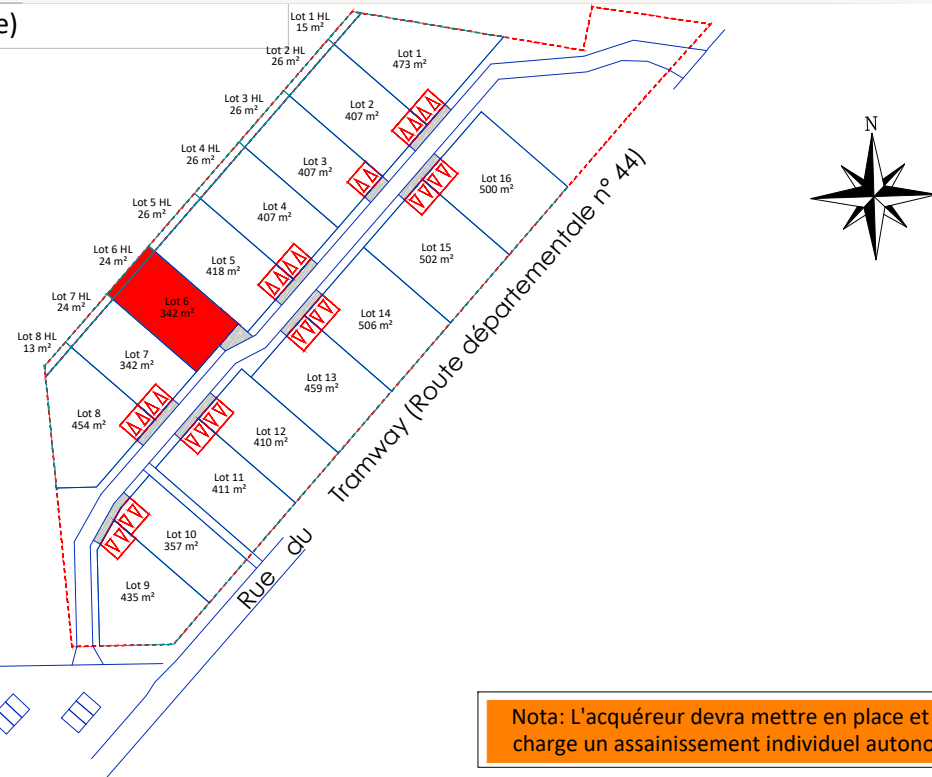 e)
Lot 1 HL
15 m²
Lot 2 HL
26 m²
Lot 3 HL
26 m²
Lot 4 HL
26 m²
Lot 5 HL
26 m²
Lot 6 HL
24 m²
Lot 7 HL
24 m²
Lot 8 HL
13 m²
Lot 1
473 m²
Lot 2
407 m²
Lot 3
407 m²
Lot 4
407 m²
Lot 5
418 m²
Lot 6
342 m²
Lot 7
342 m²
Lot 8
454 m²
Lot 16
500 m²
Lot 15
502 m²
Lot 14
506 m²
Lot 13
459 m²
Lot 12
410 m²
Lot 11
411 m²
Lot 10
357 m²
Lot 9
435 m²
Rue du Tramway (Route départementale n° 44)
N
Nota: L'acquéreur devra mettre en place et
charge un assainissement individuel autono